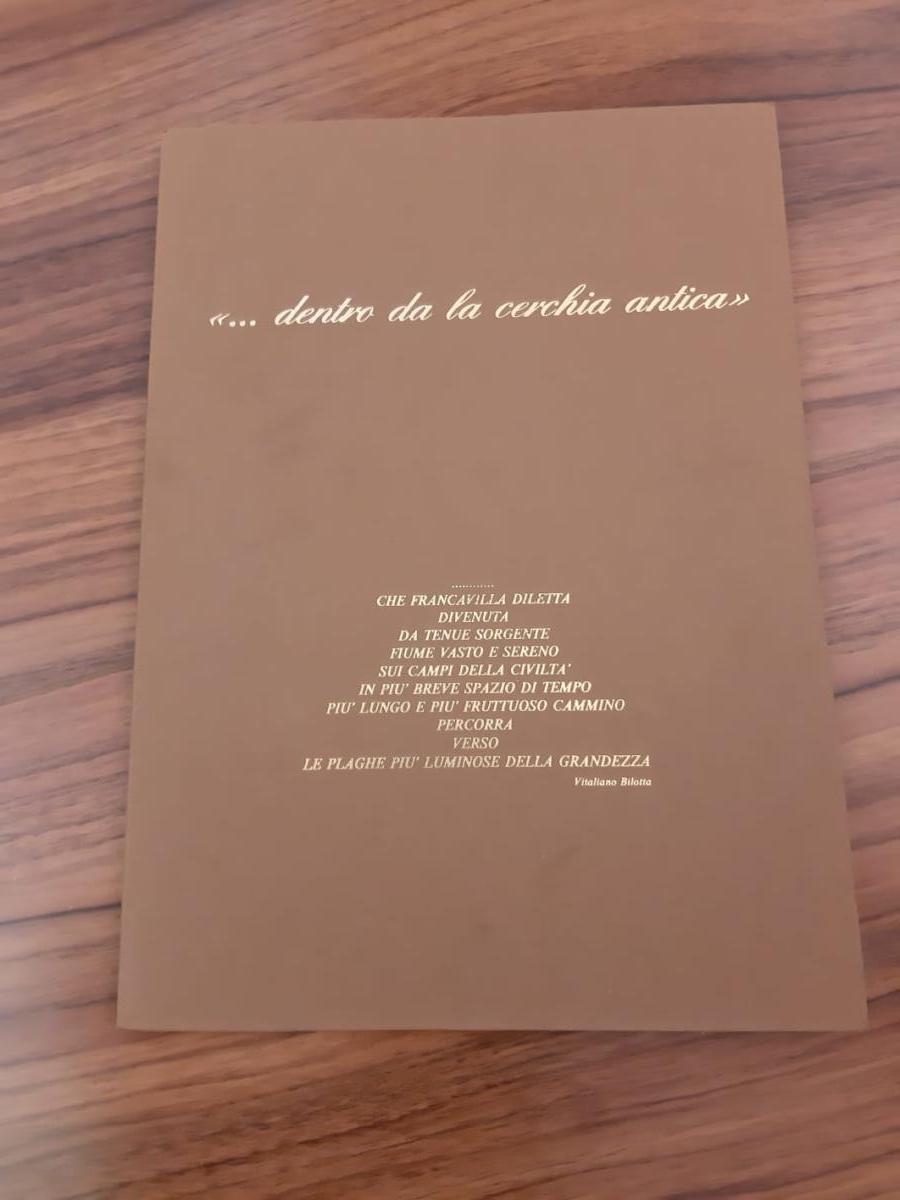 «... dentro da la cerchia antica»
............
CHE FRANCAVILLA DILETTA
DIVENUTA
DA TENUE SORGENTE
FIUME VASTO E SERENO
SUI CAMPI DELLA CIVILTA'
IN PIU' BREVE SPAZIO DI TEMPO
PIU' LUNGO E PIU' FRUTTUOSO CAMMINO
PERCORRA
VERSO
LE PLAGHE PIU' LUMINOSE DELLA GRANDEZZA
Vitaliano Bilotta